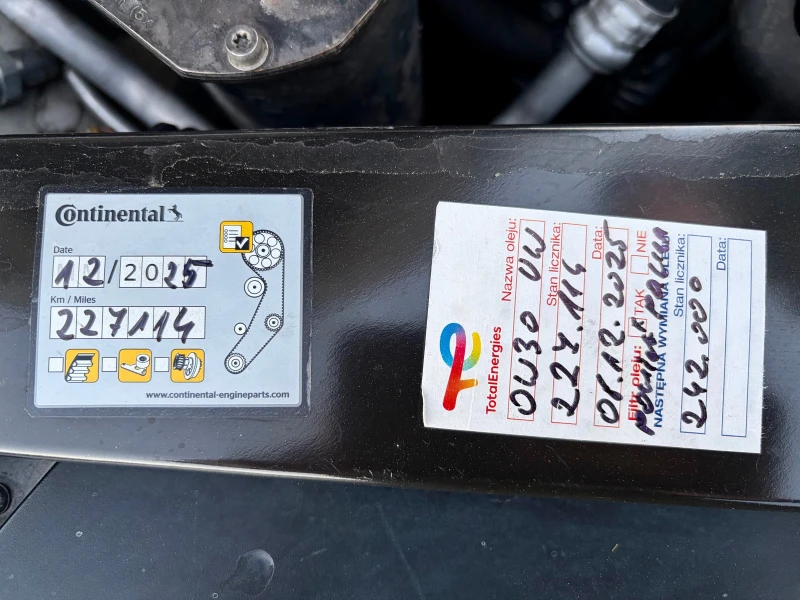 Continental
Date
12/2025
Km / Miles
227114
www.continental-engineparts.com
TotalEnergies
Nazwa oleju:
0W30 VW
Stan licznika:
227.114
Data:
01.12.2025
Filtr oleju: TAK NIE
NASTĘPNA WYMIANA OLEJU
Stan licznika:
242.000
Data: